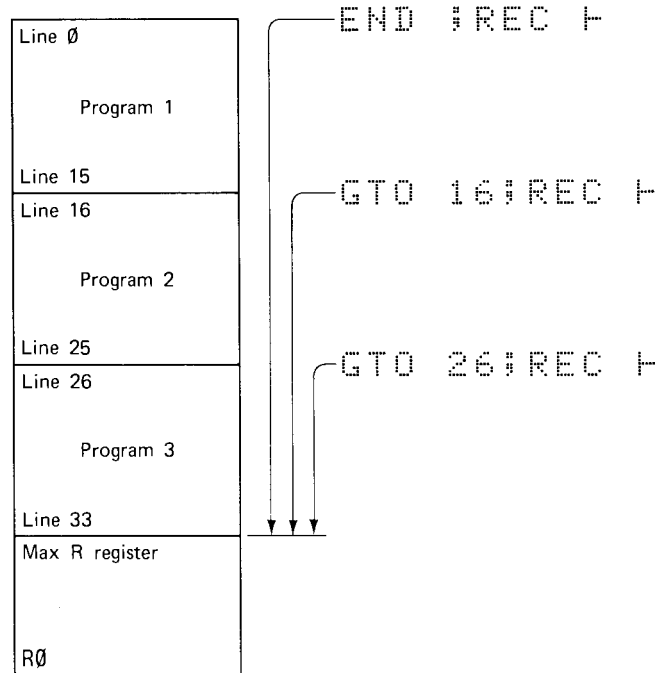 Line Ø
Program 1
Line 15
Line 16
Program 2
Line 25
Line 26
Program 3
Line 33
Max R register
RØ
END ;REC ⊢
GTO 16;REC ⊢
GTO 26;REC ⊢